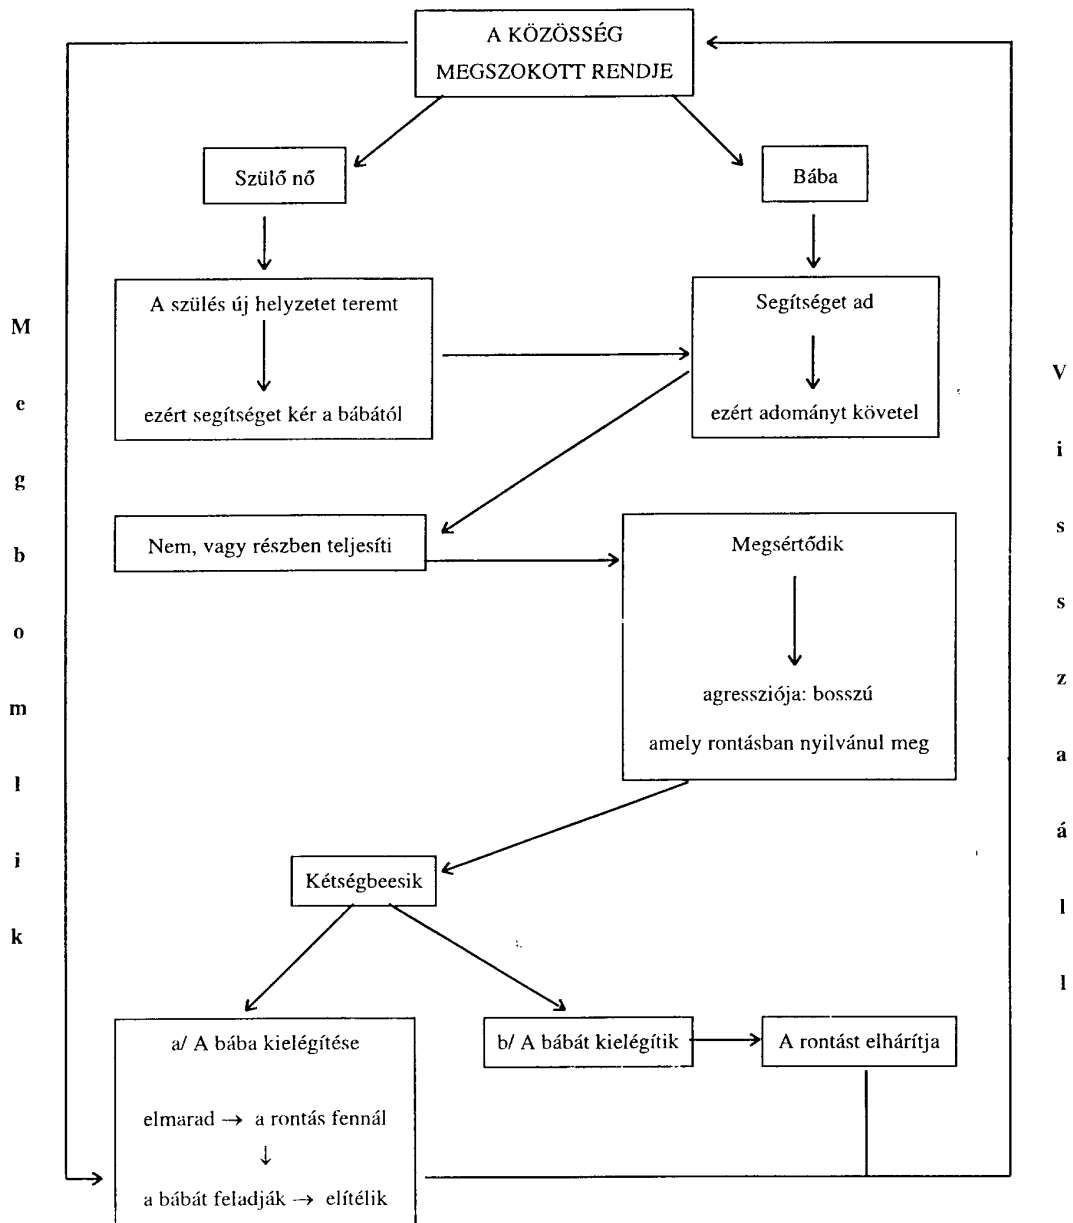 A KÖZÖSSÉG
MEGSZOKOTT RENDJE
Szülő nő
Bába
A szülés új helyzetet teremt
ezért segítséget kér a bábától
Segítséget ad
ezért adományt követel
Nem, vagy részben teljesíti
Megsértődik
agressziója: bosszú
amely rontásban nyilvánul meg
Kétségbeesik
a/ A bába kielégítése
elmarad → a rontás fennál
↓
a bábát feladják → elítélik
b/ A bábát kielégítik
A rontást elhárítja
Megbomlik
Visszaáll